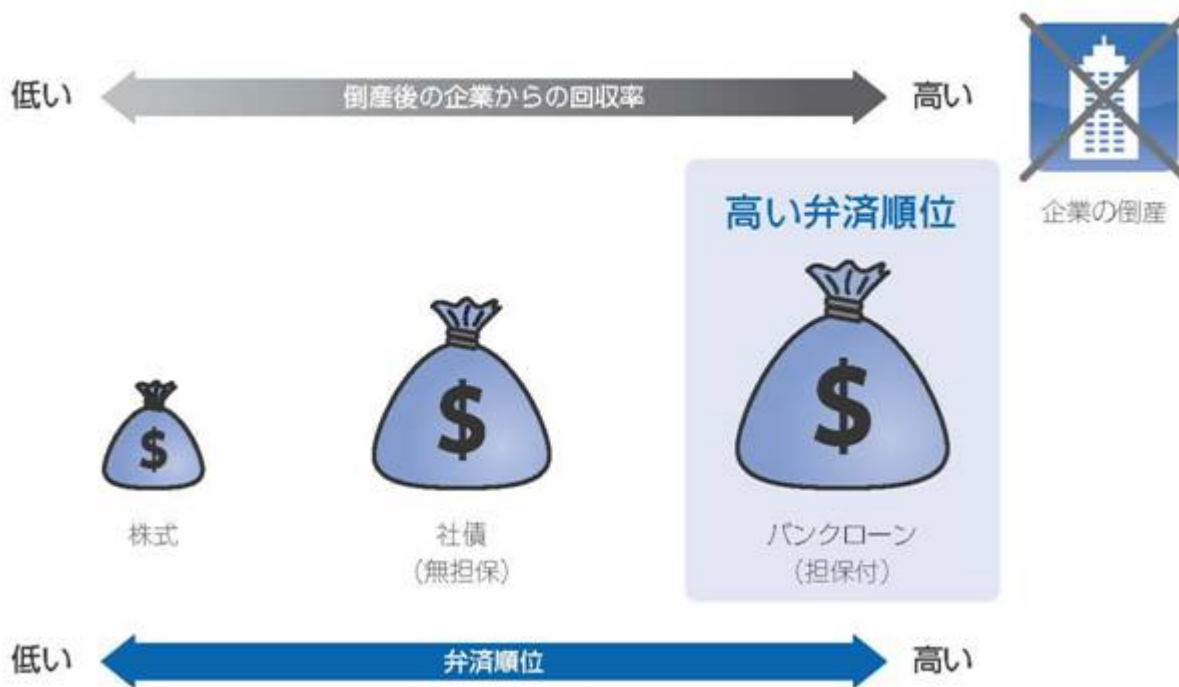 低い
倒産後の企業からの回収率
高い
企業の倒産
高い弁済順位
$
$
$
株式
社債
(無担保)
バンクローン
(担保付)
低い
弁済順位
高い